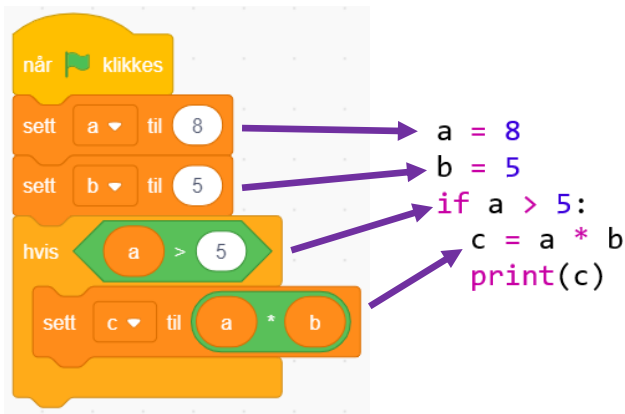 når klikkes
sett a til 8
sett b til 5
hvis a > 5
sett c til a * b
a = 8
b = 5
if a > 5:
c = a * b
print(c)